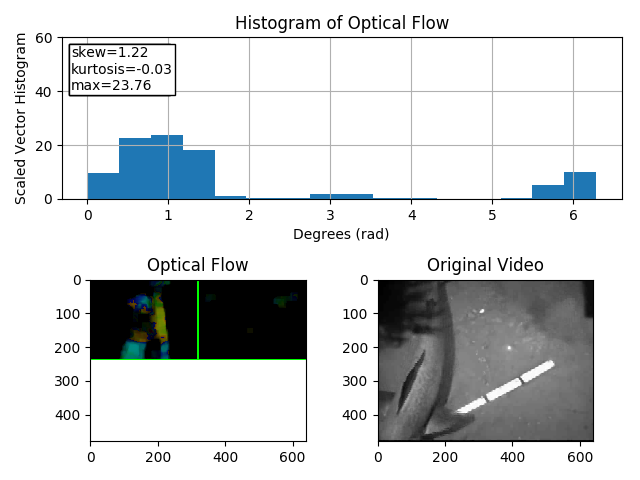 Histogram of Optical Flow
60
40
20
0
Scaled Vector Histogram
skew=1.22
kurtosis=-0.03
max=23.76
0 1 2 3 4 5 6
Degrees (rad)
Optical Flow
0
100
200
300
400
0 200 400 600
Original Video
0
100
200
300
400
0 200 400 600